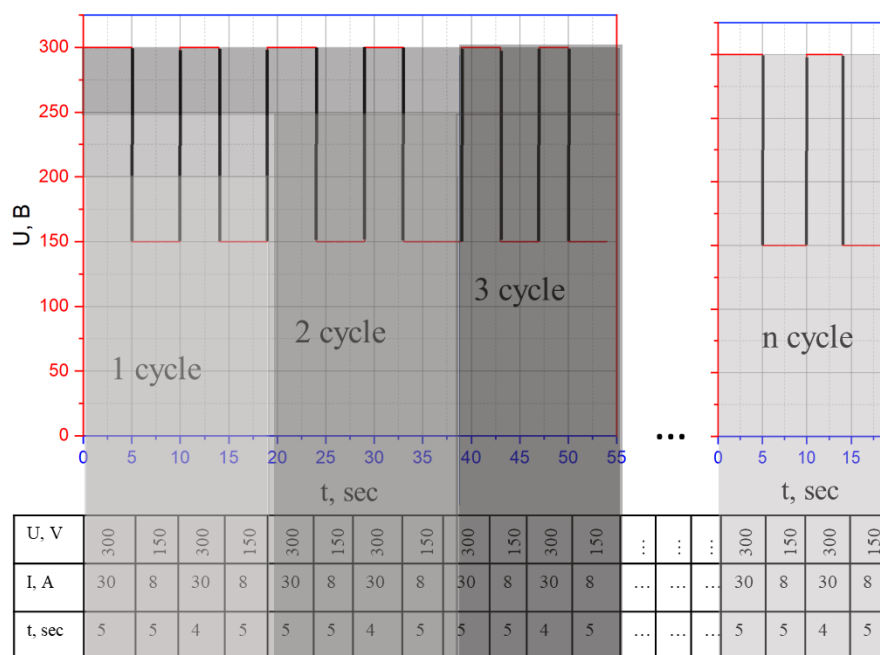 300
250
200
150
100
50
0
U, B
1 cycle
2 cycle
3 cycle
n cycle
...
0 5 10 15 20 25 30 35 40 45 50 55
0 5 10 15
t, sec
t, sec
U, V 300 150 300 150 300 150 300 150 300 150 300 150 ... ... ... 300 150 300 150
I, A 30 8 30 8 30 8 30 8 30 8 30 8 ... ... ... 30 8 30 8
t, sec 5 5 4 5 5 5 4 5 5 5 4 5 ... ... ... 5 5 4 5